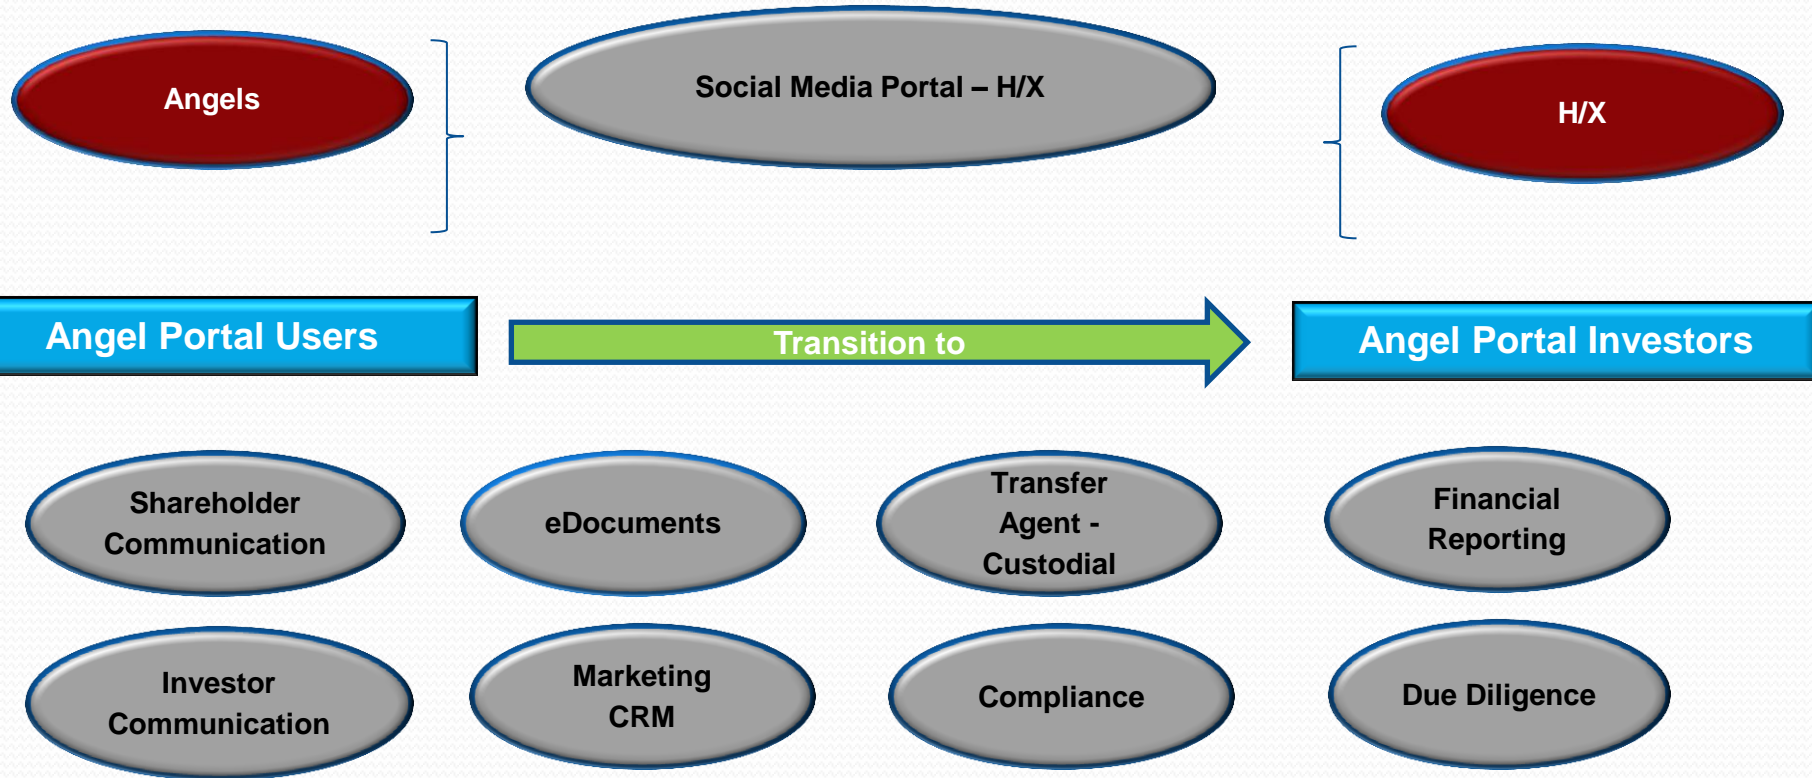 Angels
Social Media Portal – H/X
H/X
Angel Portal Users
Transition to
Angel Portal Investors
Shareholder
Communication
eDocuments
Transfer
Agent -
Custodial
Financial
Reporting
Investor
Communication
Marketing
CRM
Compliance
Due Diligence